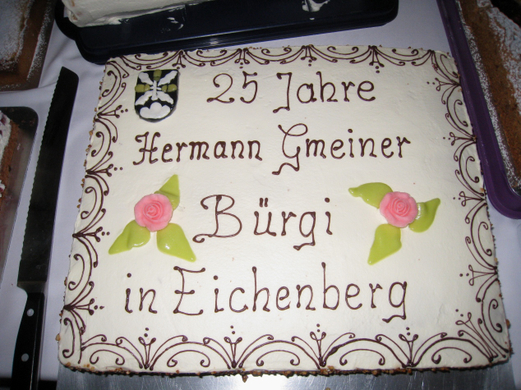 25 Jahre
Hermann Gmeiner
Bürgi
in Eichenberg